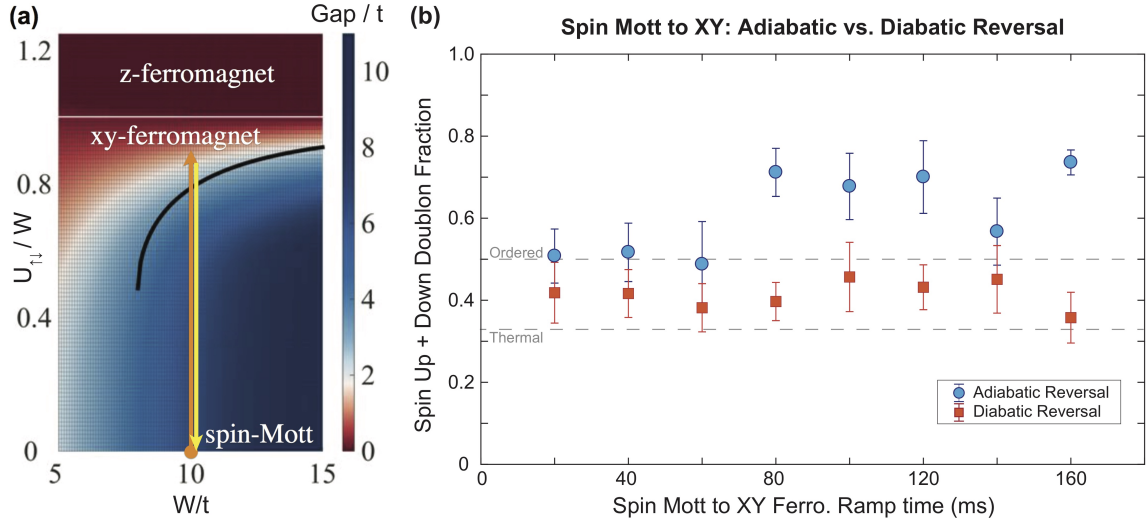 (a)
Gap / t
1.2
0.8
0.4
0
U↑↓ / W
z-ferromagnet
xy-ferromagnet
spin-Mott
5
10
15
W/t
10
8
6
4
2
0
(b)
Spin Mott to XY: Adiabatic vs. Diabatic Reversal
Spin Up + Down Doublon Fraction
1.0
0.8
0.6
0.4
0.2
0
Ordered
Thermal
Adiabatic Reversal
Diabatic Reversal
0
40
80
120
160
Spin Mott to XY Ferro. Ramp time (ms)